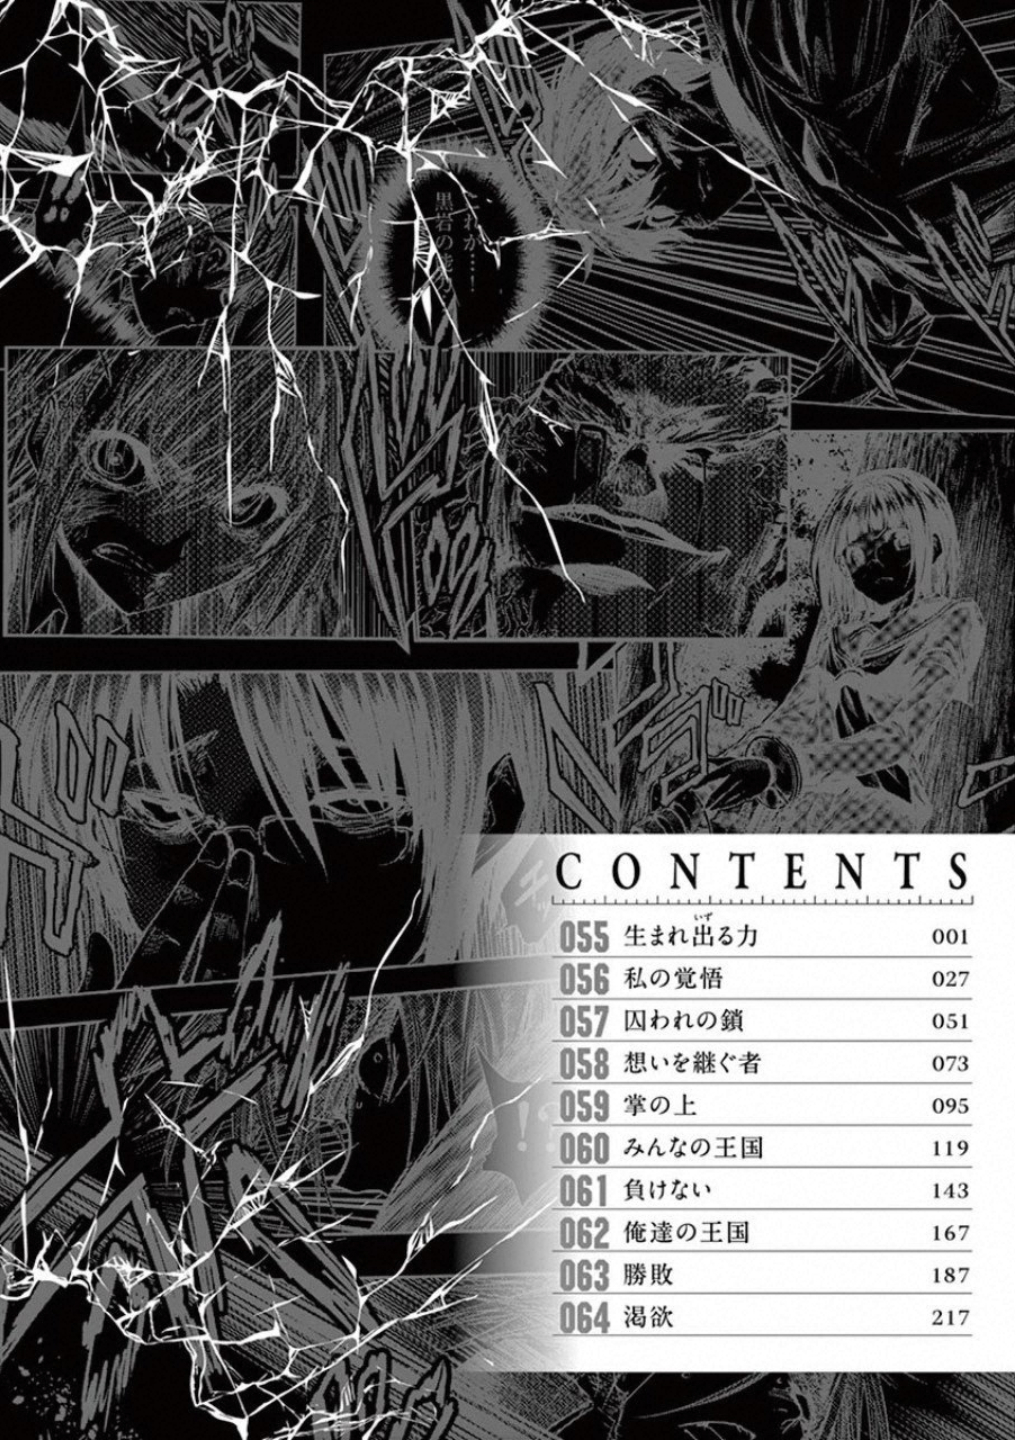 CONTENTS
055 生まれ出る力 001
いず
056 私の覚悟 027
057 囚われの鎖 051
058 想いを継ぐ者 073
059 掌の上 095
060 みんなの王国 119
061 負けない 143
062 俺達の王国 167
063 勝敗 187
064 渇欲 217
!?